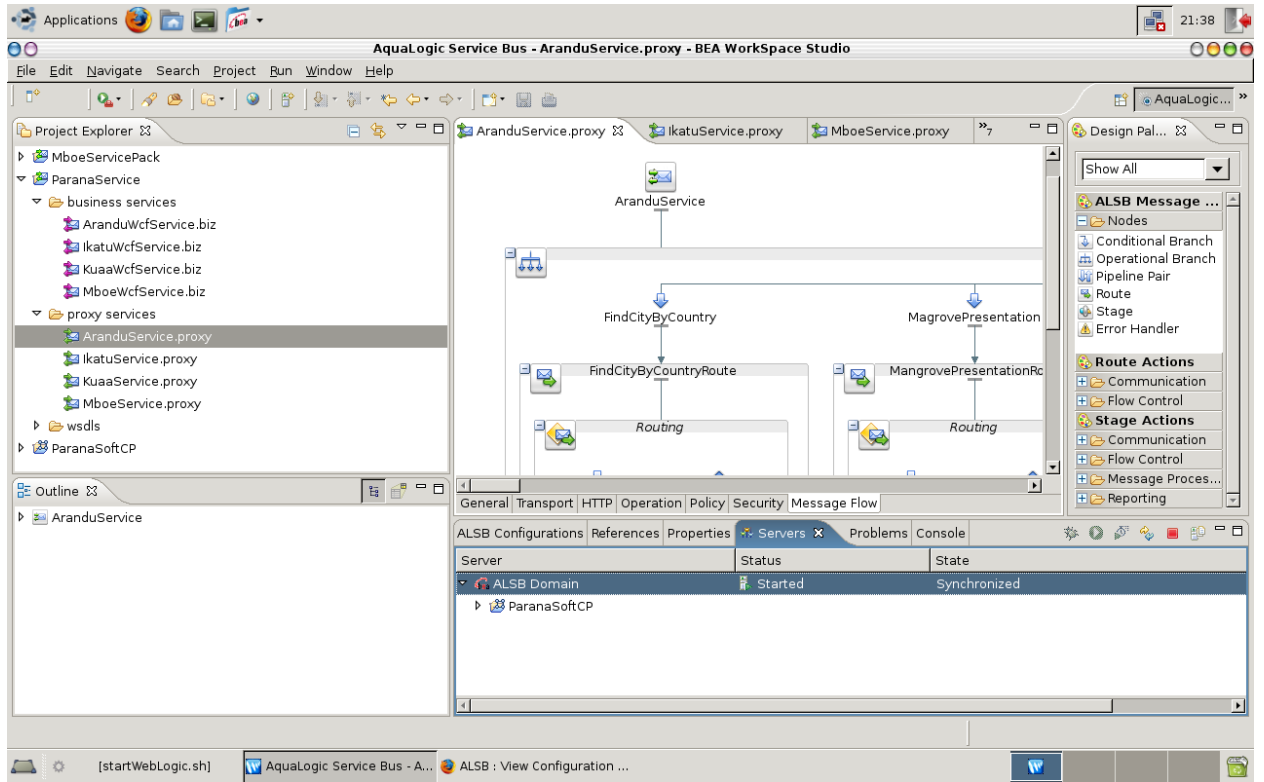 Applications
21:38
AquaLogic Service Bus - AranduService.proxy - BEA WorkSpace Studio
File Edit Navigate Search Project Run Window Help
AquaLogic... »
Project Explorer
MboeServicePack
ParanaService
business services
AranduWcfService.biz
IkatuWcfService.biz
KuaaWcfService.biz
MboeWcfService.biz
proxy services
AranduService.proxy
IkatuService.proxy
KuaaService.proxy
MboeService.proxy
wsdls
ParanaSoftCP
Outline
AranduService
AranduService.proxy IkatuService.proxy MboeService.proxy »7
AranduService
FindCityByCountry MagrovePresentation
FindCityByCountryRoute MangrovePresentationRo
Routing Routing
General Transport HTTP Operation Policy Security Message Flow
Design Pal...
Show All
ALSB Message ...
Nodes
Conditional Branch
Operational Branch
Pipeline Pair
Route
Stage
Error Handler
Route Actions
Communication
Flow Control
Stage Actions
Communication
Flow Control
Message Proces...
Reporting
ALSB Configurations References Properties Servers Problems Console
Server Status State
ALSB Domain Started Synchronized
ParanaSoftCP
[startWebLogic.sh] AquaLogic Service Bus - A... ALSB : View Configuration ...